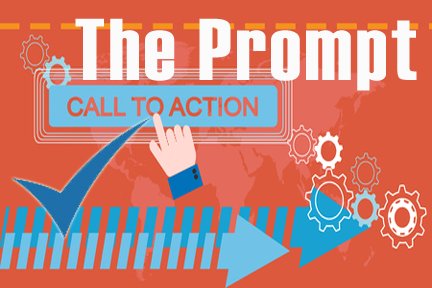 The Prompt
CALL TO ACTION